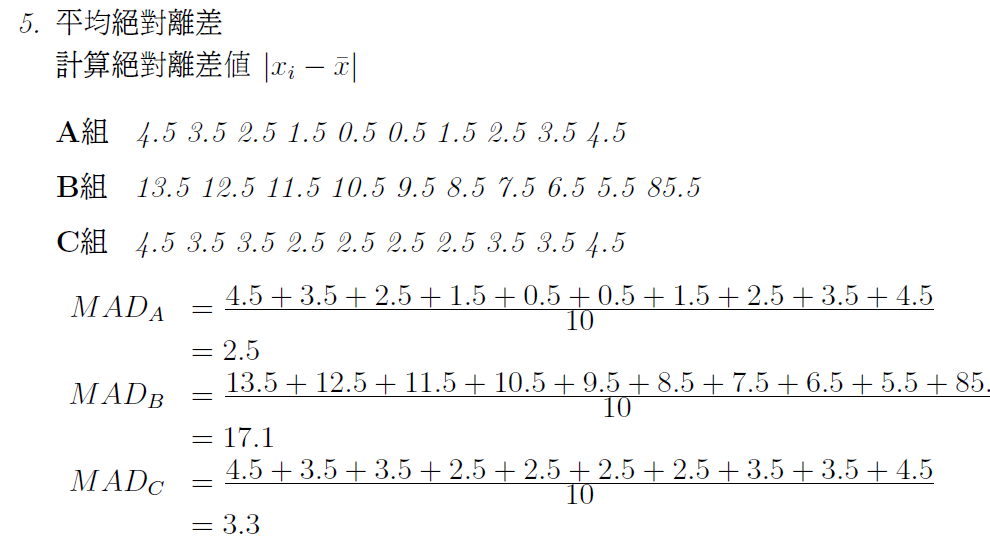 5. 平均絕對離差
計算絕對離差值 |xᵢ − x̄|
A組 4.5 3.5 2.5 1.5 0.5 0.5 1.5 2.5 3.5 4.5
B組 13.5 12.5 11.5 10.5 9.5 8.5 7.5 6.5 5.5 85.5
C組 4.5 3.5 3.5 2.5 2.5 2.5 2.5 3.5 3.5 4.5
4.5 + 3.5 + 2.5 + 1.5 + 0.5 + 0.5 + 1.5 + 2.5 + 3.5 + 4.5
MAD_A =
10
= 2.5
13.5 + 12.5 + 11.5 + 10.5 + 9.5 + 8.5 + 7.5 + 6.5 + 5.5 + 85.
MAD_B =
10
= 17.1
4.5 + 3.5 + 3.5 + 2.5 + 2.5 + 2.5 + 2.5 + 3.5 + 3.5 + 4.5
MAD_C =
10
= 3.3